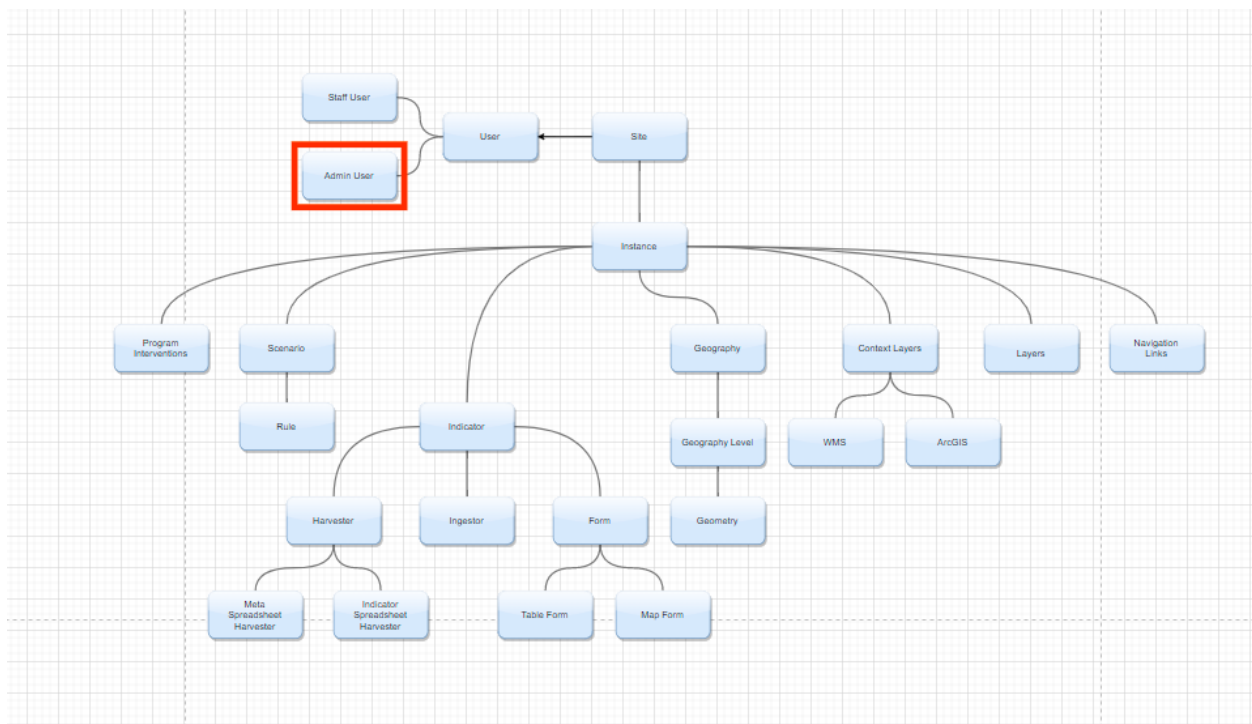 Staff User
User
Site
Admin User
Instance
Program
Interventions
Scenario
Geography
Context Layers
Layers
Navigation
Links
Rule
Indicator
Geography Level
WMS
ArcGIS
Harvester
Ingestor
Form
Geometry
Meta
Spreadsheet
Harvester
Indicator
Spreadsheet
Harvester
Table Form
Map Form